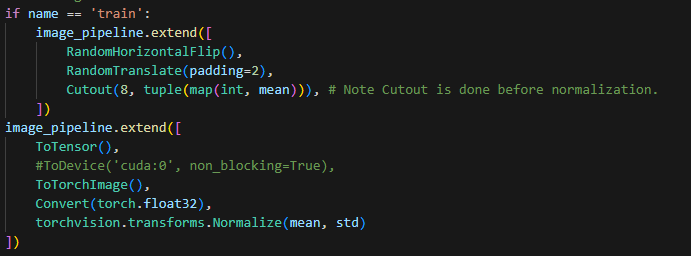 if name == 'train':
    image_pipeline.extend([
        RandomHorizontalFlip(),
        RandomTranslate(padding=2),
        Cutout(8, tuple(map(int, mean))), # Note Cutout is done before normalization.
    ])
image_pipeline.extend([
    ToTensor(),
    #ToDevice('cuda:0', non_blocking=True),
    ToTorchImage(),
    Convert(torch.float32),
    torchvision.transforms.Normalize(mean, std)
])